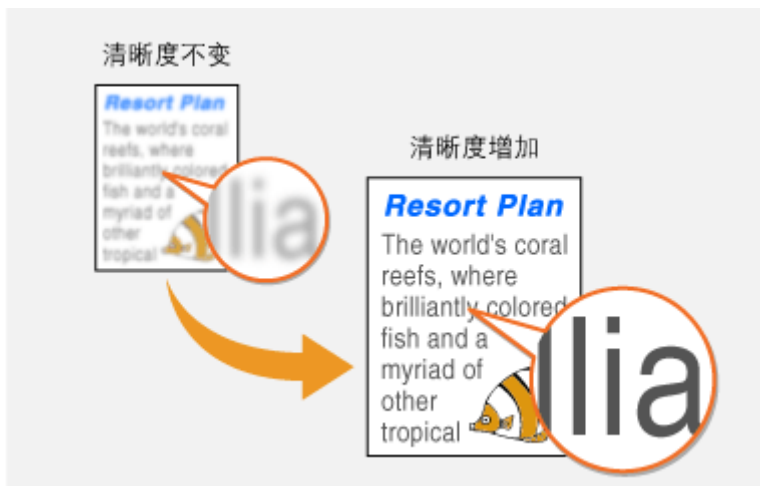 清晰度不变
Resort Plan
The world's coral
reefs, where
brilliantly colored
fish and a
myriad of
other
tropical
lia
清晰度增加
Resort Plan
The world's coral
reefs, where
brilliantly colored
fish and a
myriad of
other
tropical
llia